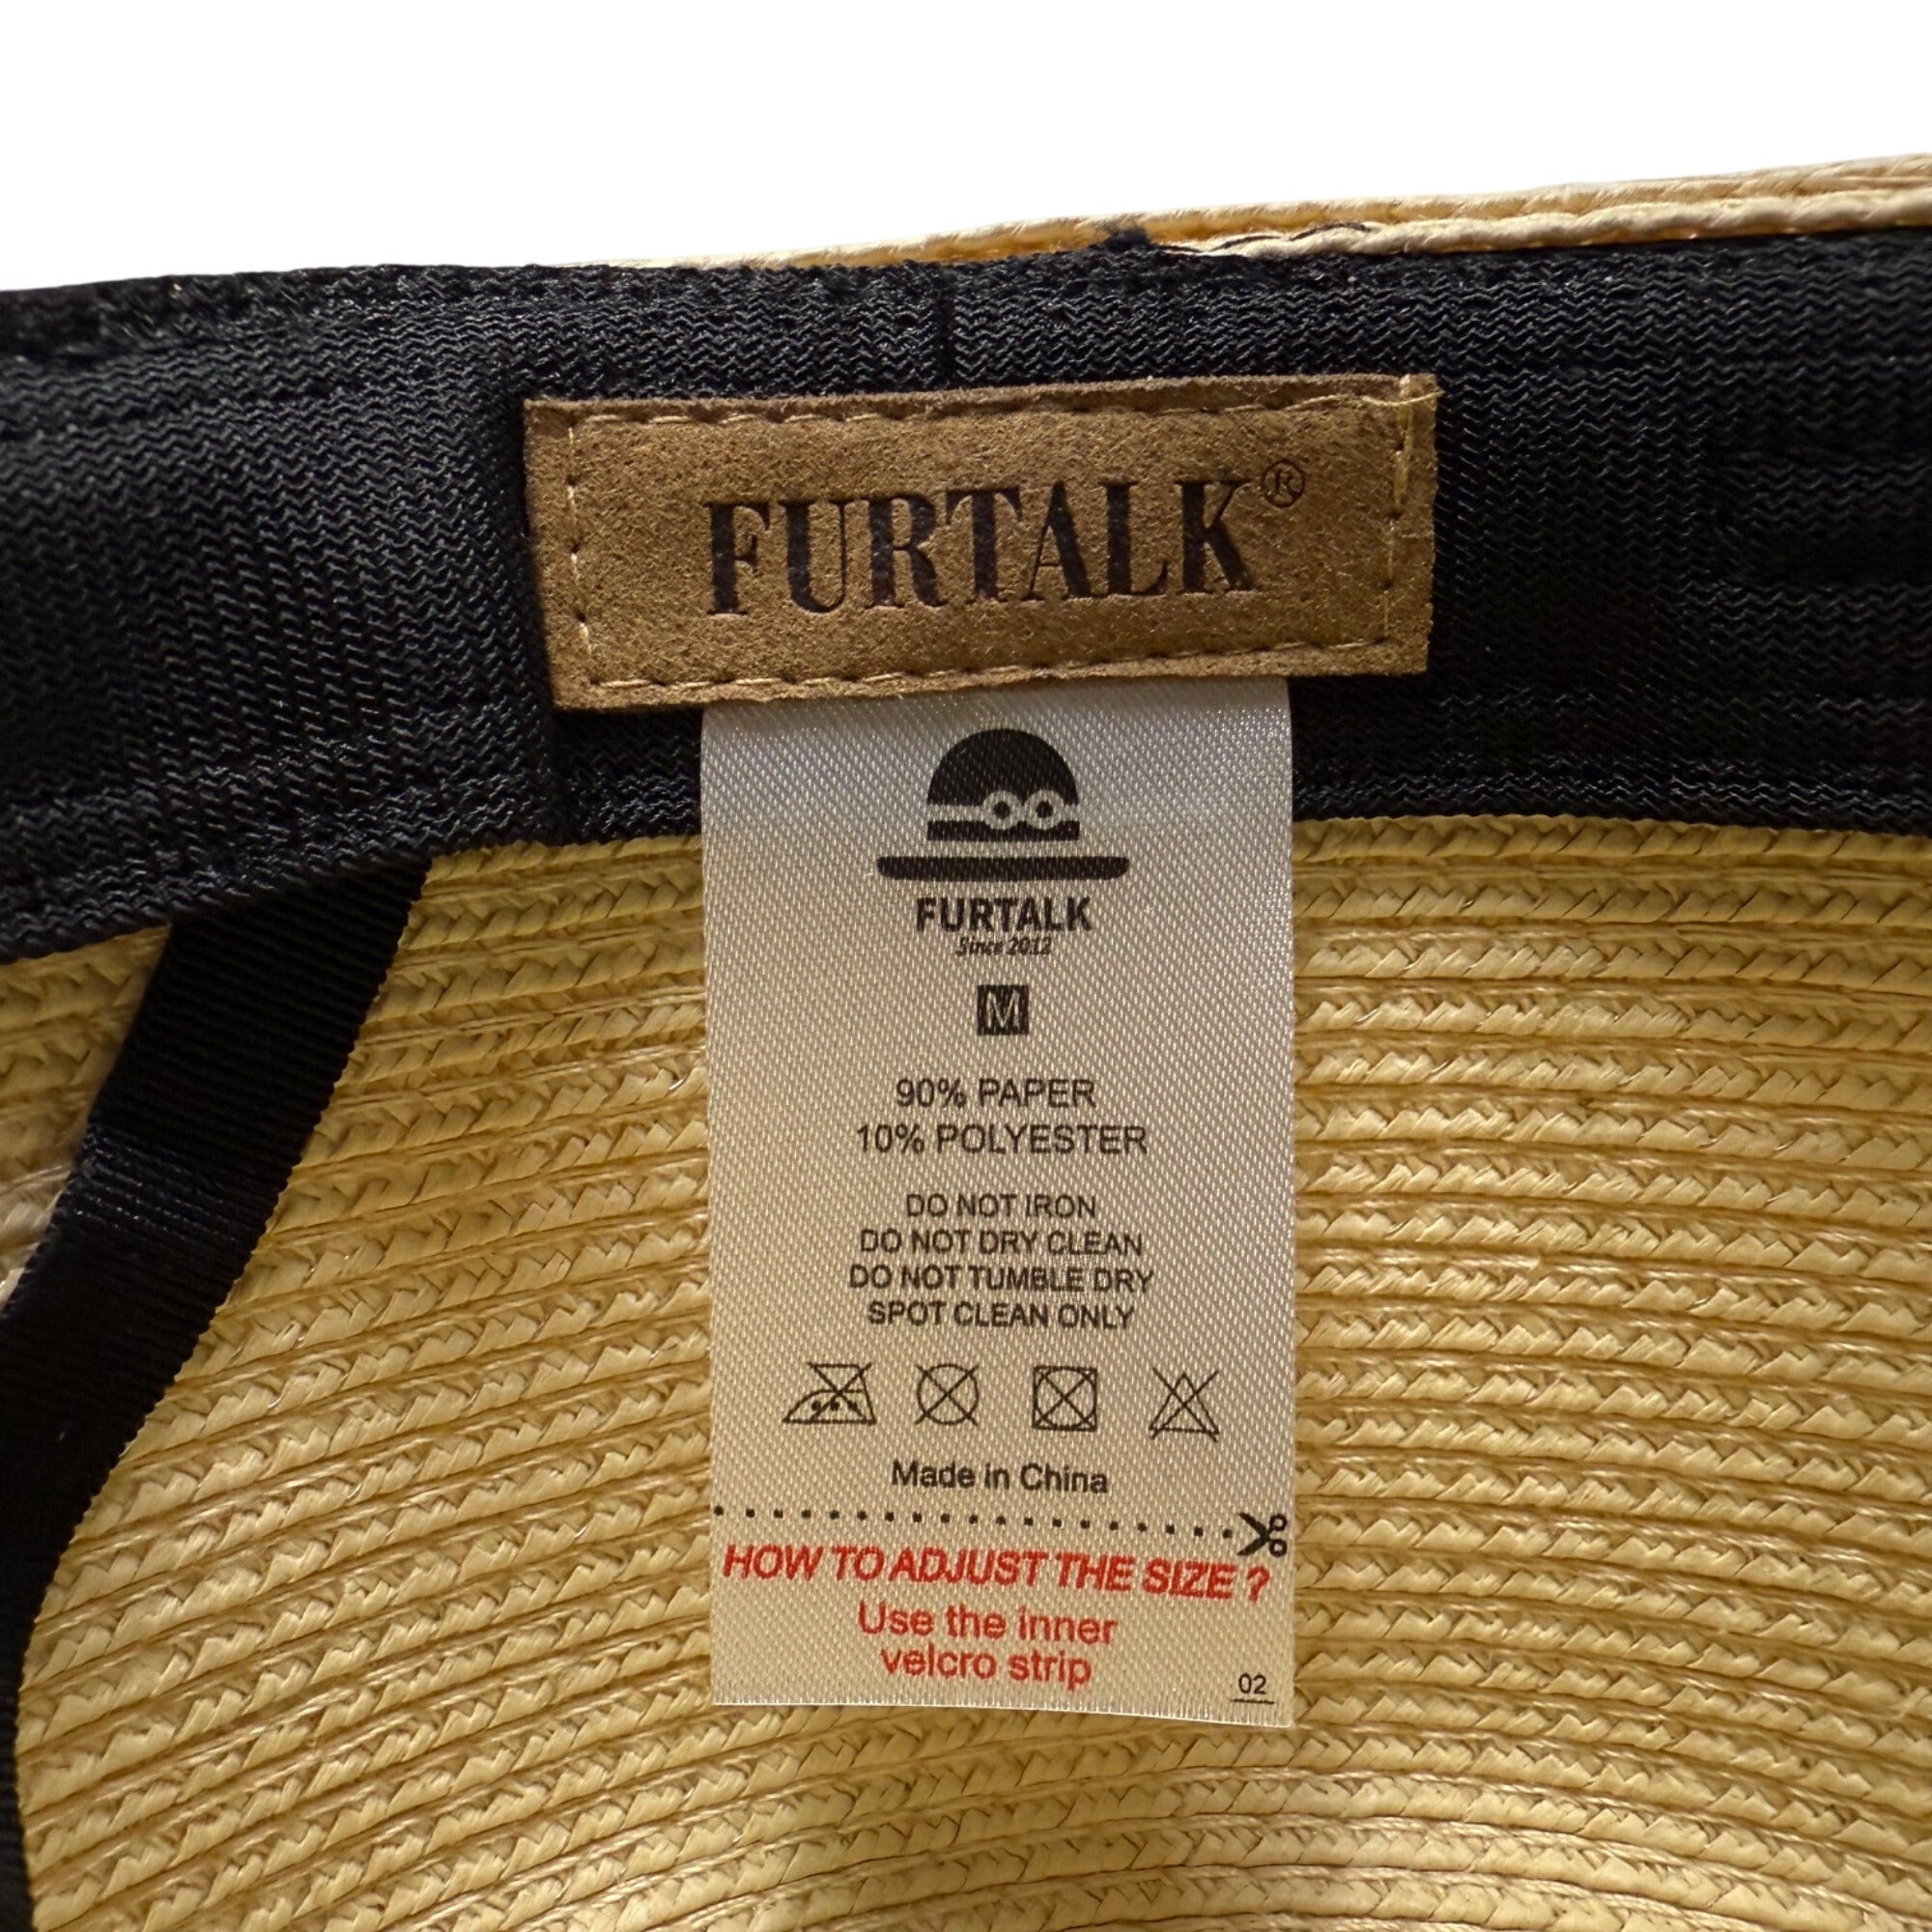 FURTALK®
FURTALK
Since 2012
M
90% PAPER
10% POLYESTER
DO NOT IRON
DO NOT DRY CLEAN
DO NOT TUMBLE DRY
SPOT CLEAN ONLY
Made in China
HOW TO ADJUST THE SIZE ?
Use the inner
velcro strip
02